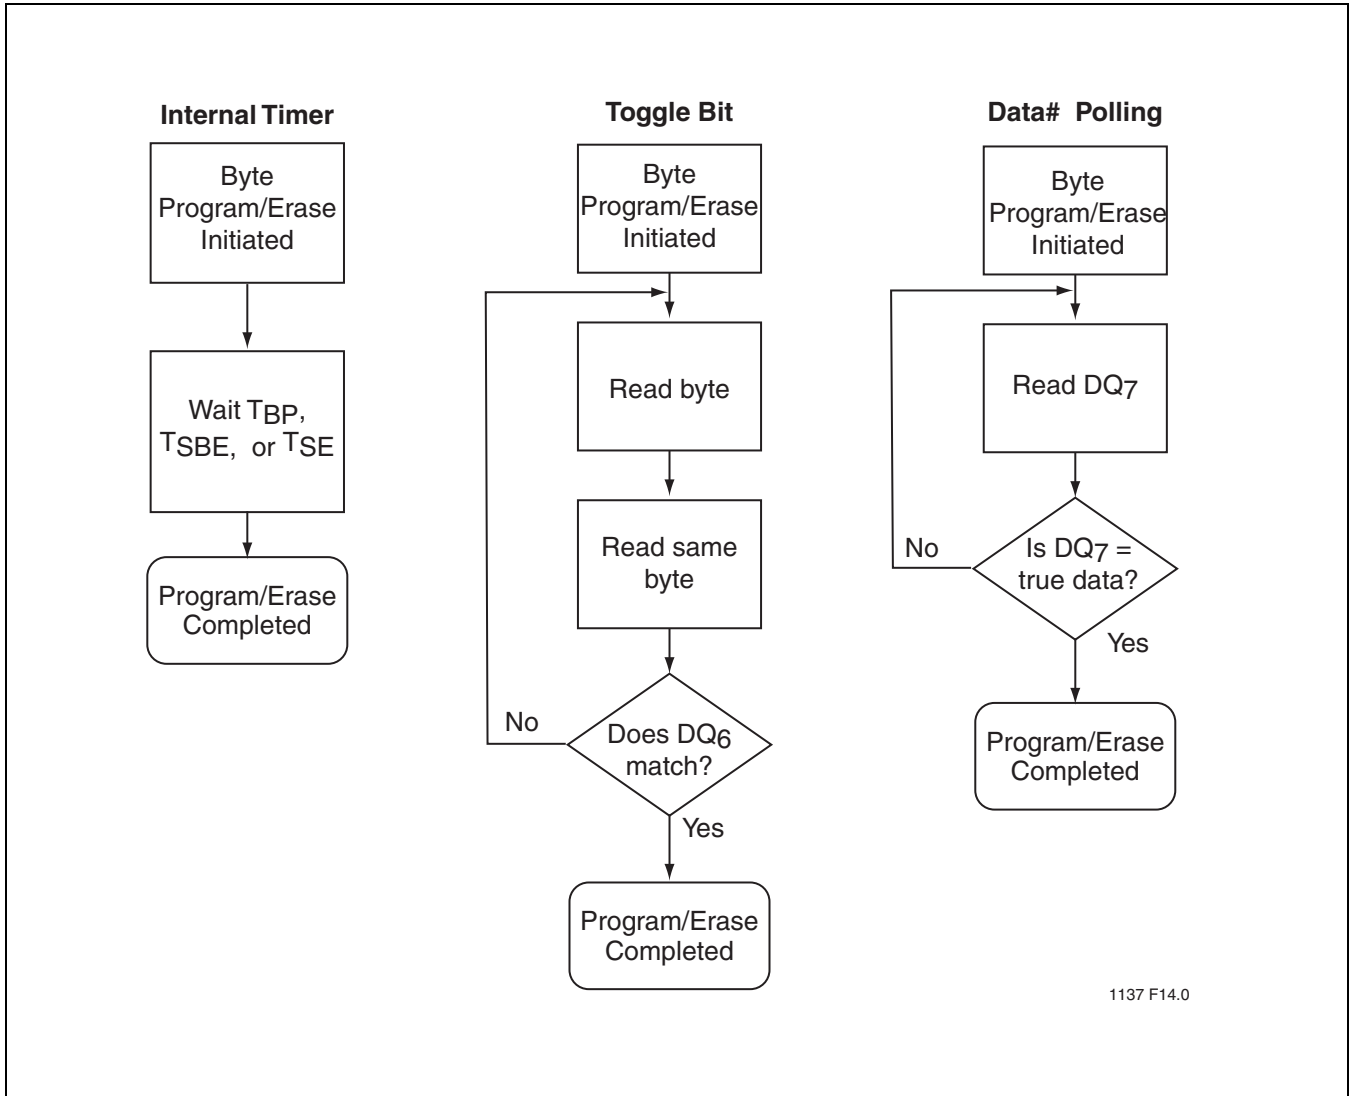 Internal Timer
Byte
Program/Erase
Initiated
Wait TBP,
TSBE, or TSE
Program/Erase
Completed
Toggle Bit
Byte
Program/Erase
Initiated
Read byte
Read same
byte
Does DQ6
match?
No
Yes
Program/Erase
Completed
Data# Polling
Byte
Program/Erase
Initiated
Read DQ7
Is DQ7 =
true data?
No
Yes
Program/Erase
Completed
1137 F14.0